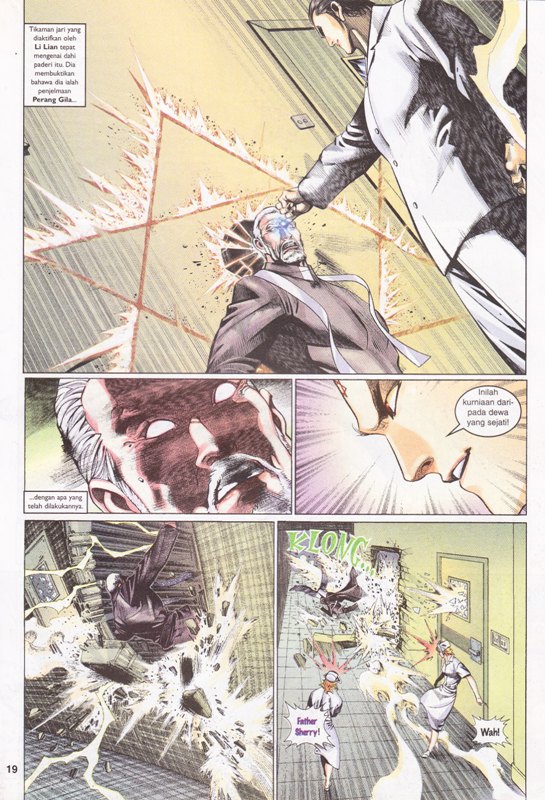 Tikaman jari yang
diaktifkan oleh
Li Lian tepat
mengenai dahi
paderi itu. Dia
membuktikan
bahawa dia ialah
penjelmaan
Perang Gila...
Inilah
kurniaan dari-
pada dewa
yang sejati!
...dengan apa yang
telah dilakukannya.
KLONG...
Father
Sherry!
Wah!
19